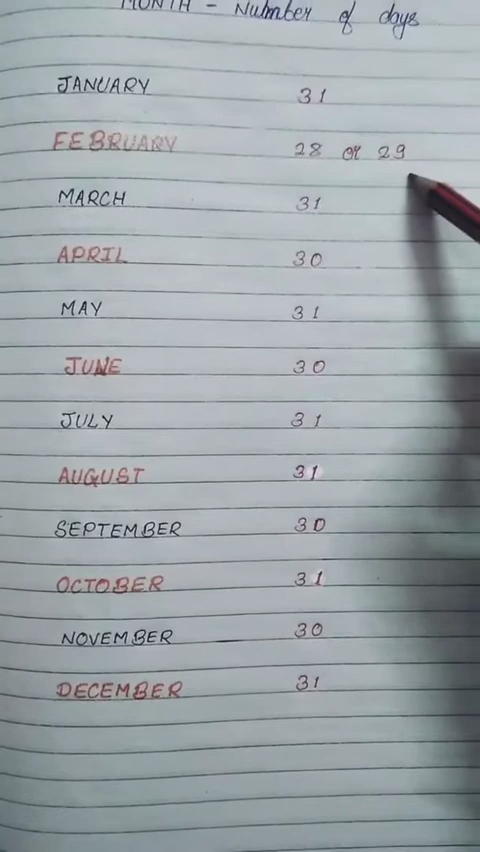 MONTH - Number of days
JANUARY 31
FEBRUARY 28 or 29
MARCH 31
APRIL 30
MAY 31
JUNE 30
JULY 31
AUGUST 31
SEPTEMBER 30
OCTOBER 31
NOVEMBER 30
DECEMBER 31